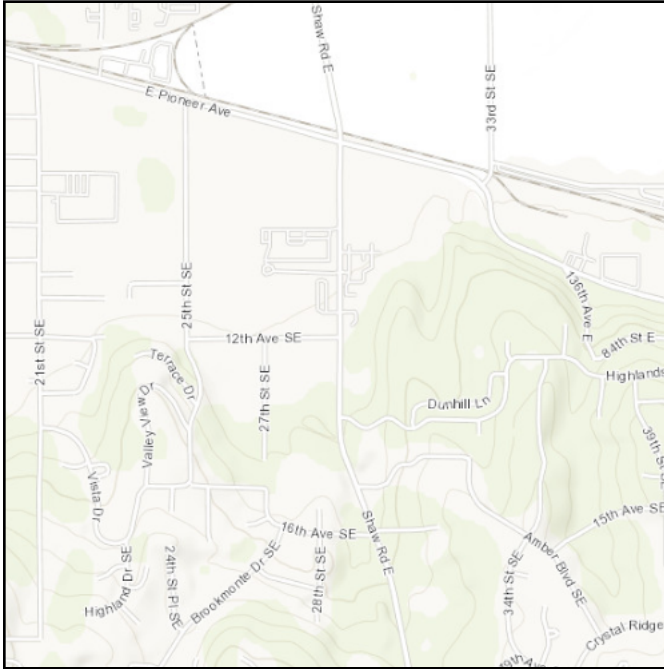 Shaw Rd E
E Pioneer Ave
33rd St SE
25th St SE
136th Ave E
21st St SE
12th Ave SE
84th St E
Terrace Dr
Highlands
27th St SE
Valley View Dr
Dunhill Ln
39th St SE
Vista Dr
15th Ave SE
16th Ave SE
Shaw Rd E
Amber Blvd SE
Highland Dr SE
24th St Pl SE
Brookmonte Dr SE
28th St SE
34th St SE
Crystal Ridge